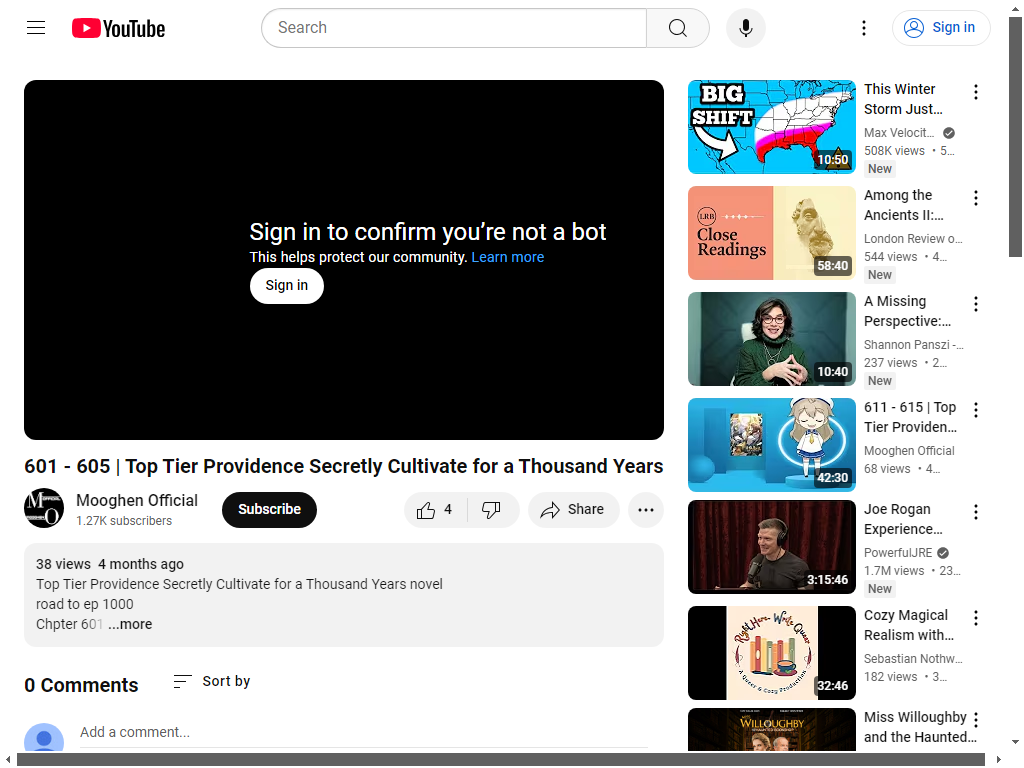 YouTube
Search
Sign in
Sign in to confirm you’re not a bot
This helps protect our community. Learn more
Sign in
601 - 605 | Top Tier Providence Secretly Cultivate for a Thousand Years
Mooghen Official
1.27K subscribers
Subscribe
4
Share
38 views 4 months ago
Top Tier Providence Secretly Cultivate for a Thousand Years novel
road to ep 1000
Chpter 601 ...more
0 Comments
Sort by
Add a comment...
BIG
SHIFT
10:50
This Winter
Storm Just...
Max Velocit...
508K views • 5...
New
LRB
Close
Readings
58:40
Among the
Ancients II:...
London Review o...
544 views • 4...
New
10:40
A Missing
Perspective:...
Shannon Panszi -...
237 views • 2...
New
42:30
611 - 615 | Top
Tier Providen...
Mooghen Official
68 views • 4...
3:15:46
Joe Rogan
Experience...
PowerfulJRE
1.7M views • 23...
New
Right Here, Write Queer
A Queer & Cozy Production
32:46
Cozy Magical
Realism with...
Sebastian Nothw...
182 views • 3...
WILLOUGHBY
Miss Willoughby
and the Haunted...